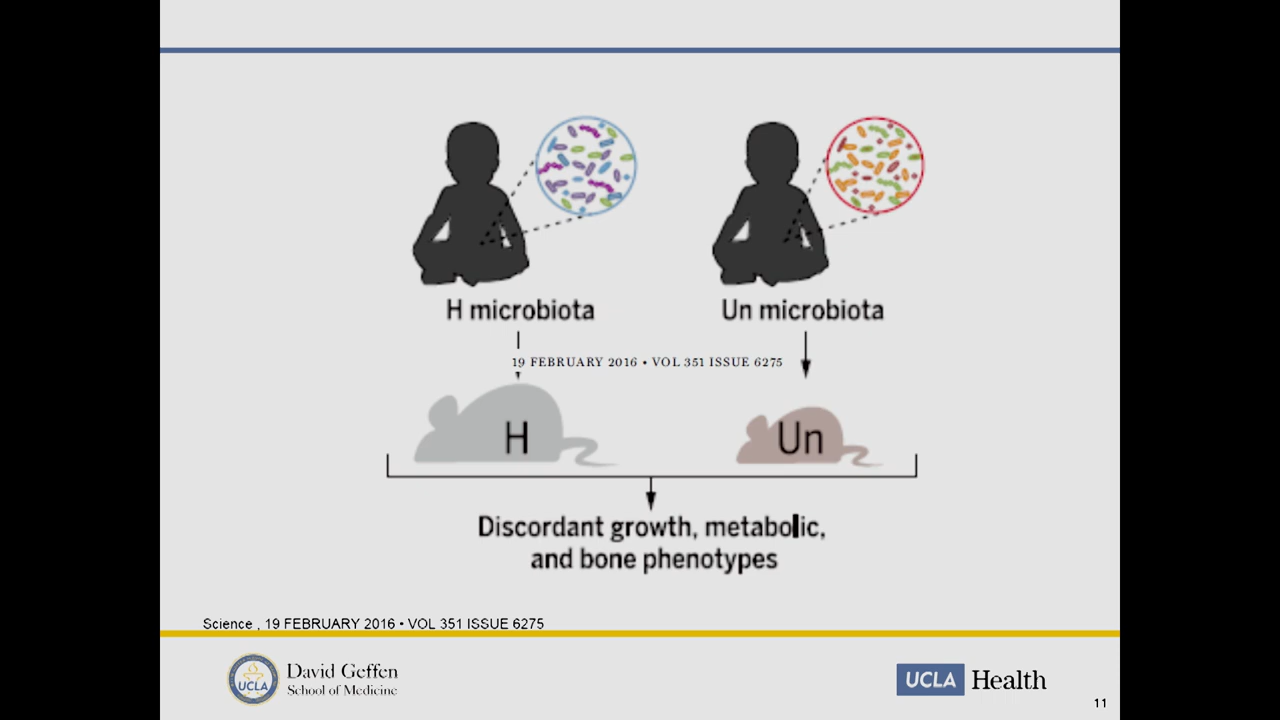 H microbiota
Un microbiota
19 FEBRUARY 2016 • VOL 351 ISSUE 6275
H
Un
Discordant growth, metabolic,
and bone phenotypes
Science , 19 FEBRUARY 2016 • VOL 351 ISSUE 6275
UCLA
David Geffen
School of Medicine
UCLA Health
11